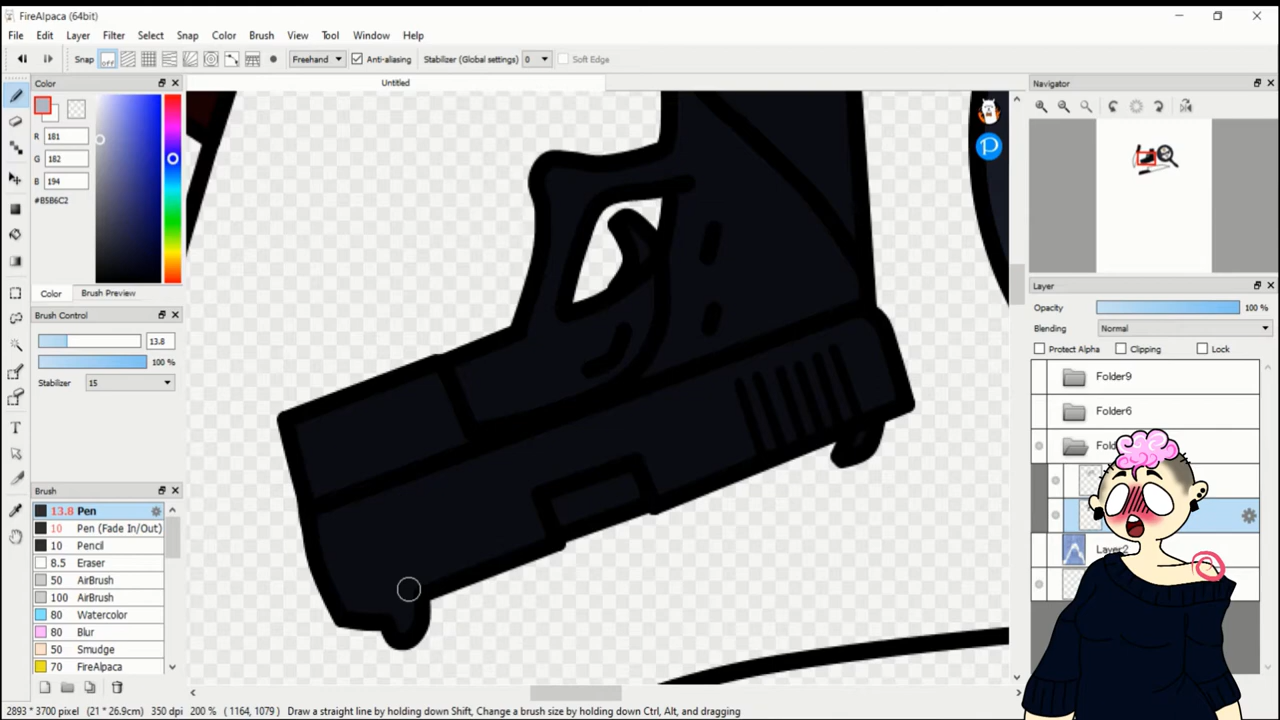 FireAlpaca (64bit)
File Edit Layer Filter Select Snap Color Brush View Tool Window Help
Snap off Freehand Anti-aliasing Stabilizer (Global settings) 0 Soft Edge
Color
Untitled
Navigator
R 181
G 182
B 194
#B5B6C2
Color Brush Preview
Brush Control
13.8
100 %
Stabilizer 15
Brush
13.8 Pen
10 Pen (Fade In/Out)
10 Pencil
8.5 Eraser
50 AirBrush
100 AirBrush
80 Watercolor
80 Blur
50 Smudge
70 FireAlpaca
Layer
Opacity 100 %
Blending Normal
Protect Alpha Clipping Lock
Folder9
Folder6
Layer2
2893 * 3700 pixel (21 * 26.9cm) 350 dpi 200 % ( 1164, 1079 ) Draw a straight line by holding down Shift, Change a brush size by holding down Ctrl, Alt, and dragging